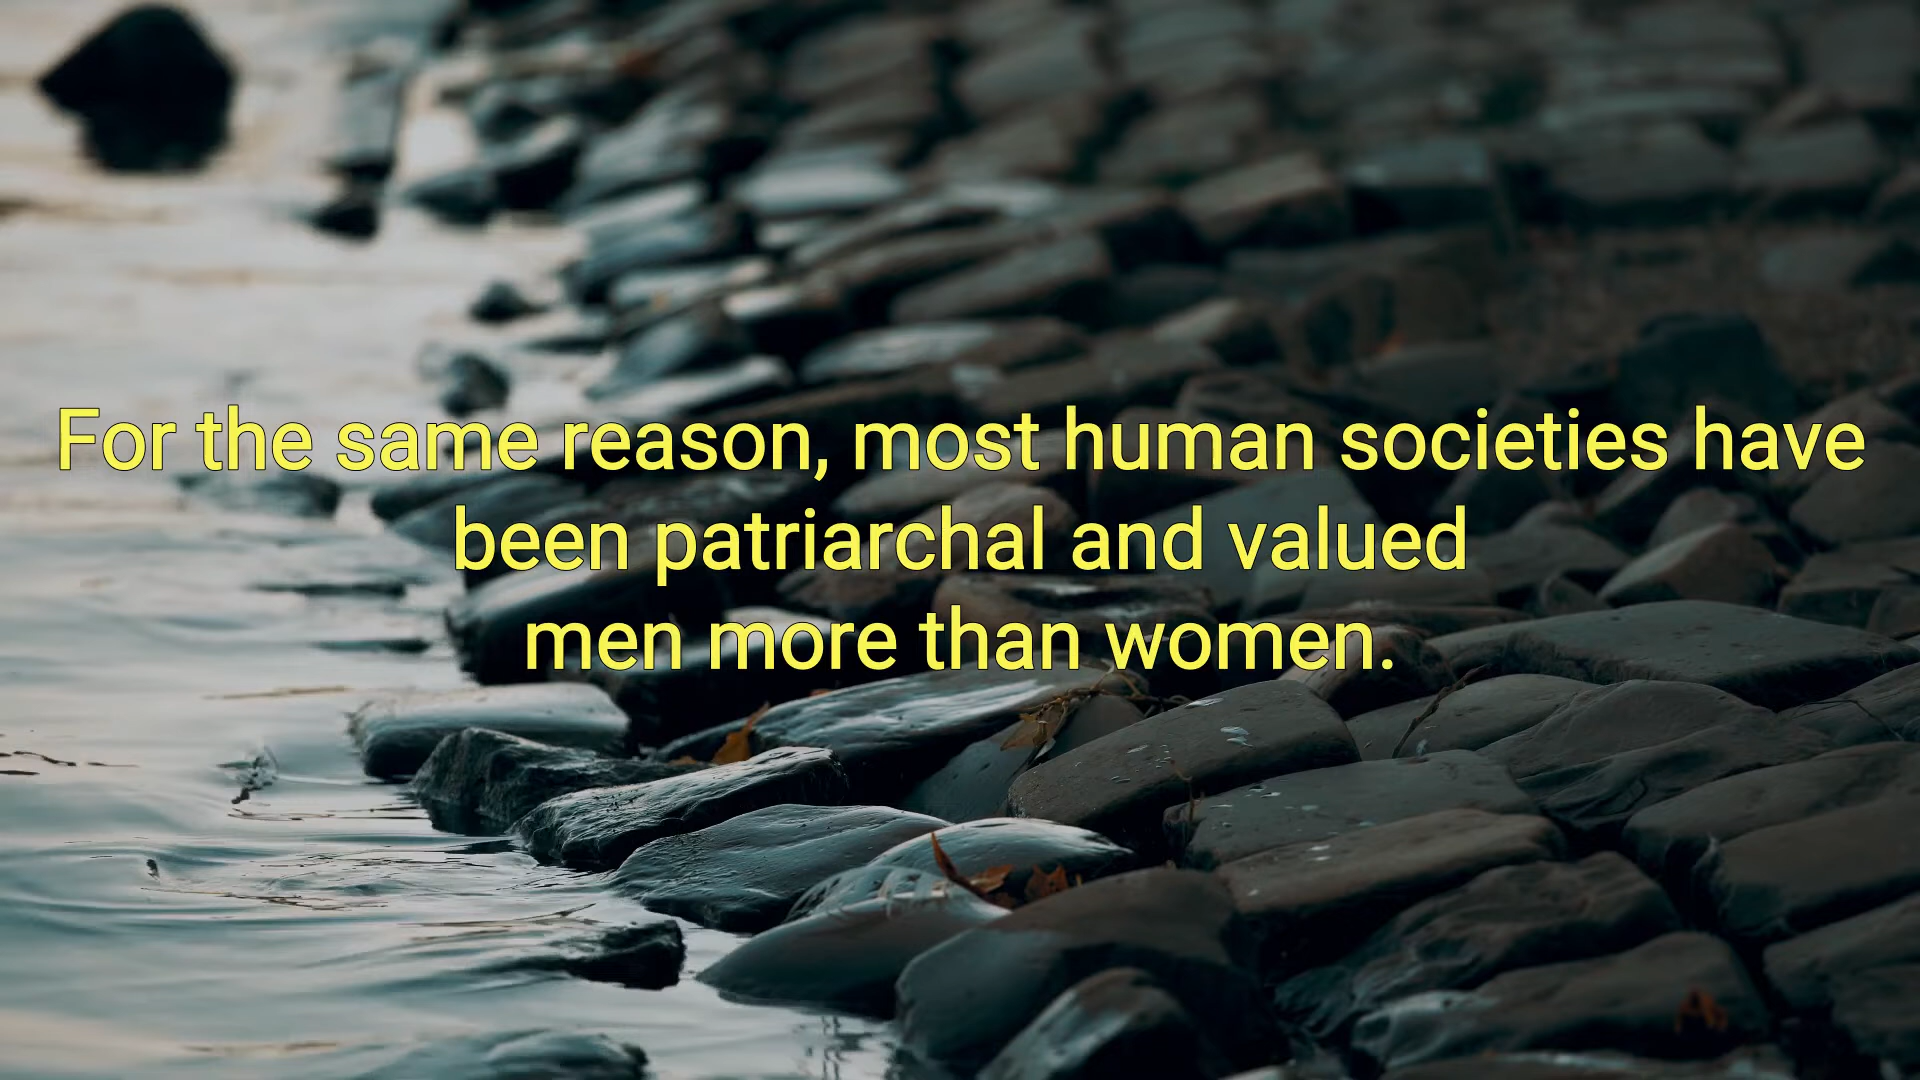 For the same reason, most human societies have
been patriarchal and valued
men more than women.